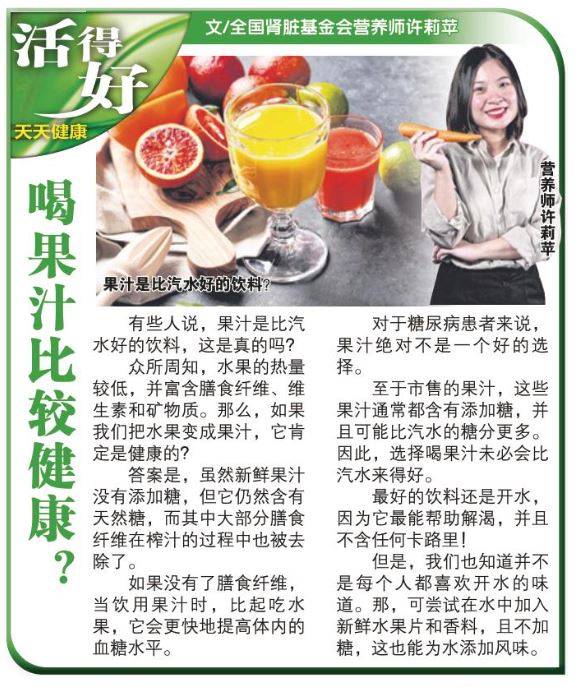 活得好
天天健康
文/全国肾脏基金会营养师许莉苹
营养师许莉苹。
果汁是比汽水好的饮料?
喝果汁比较健康?
有些人说，果汁是比汽
水好的饮料，这是真的吗?
众所周知，水果的热量
较低，并富含膳食纤维、维
生素和矿物质。那么，如果
我们把水果变成果汁，它肯
定是健康的?
答案是，虽然新鲜果汁
没有添加糖，但它仍然含有
天然糖，而其中大部分膳食
纤维在榨汁的过程中也被去
除了。
如果没有了膳食纤维，
当饮用果汁时，比起吃水
果，它会更快地提高体内的
血糖水平。
对于糖尿病患者来说，
果汁绝对不是一个好的选
择。
至于市售的果汁，这些
果汁通常都含有添加糖，并
且可能比汽水的糖分更多。
因此，选择喝果汁未必会比
汽水来得好。
最好的饮料还是开水，
因为它最能帮助解渴，并且
不含任何卡路里！
但是，我们也知道并不
是每个人都喜欢开水的味
道。那，可尝试在水中加入
新鲜水果片和香料，且不加
糖，这也能为水添加风味。